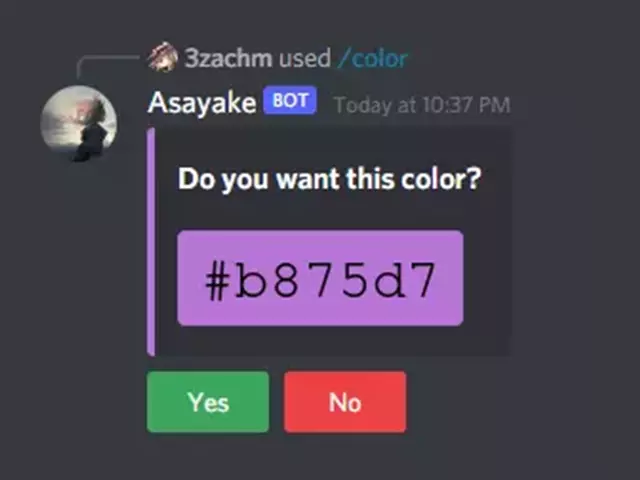 3zachm used /color
Asayake BOT Today at 10:37 PM
Do you want this color?
#b875d7
Yes No